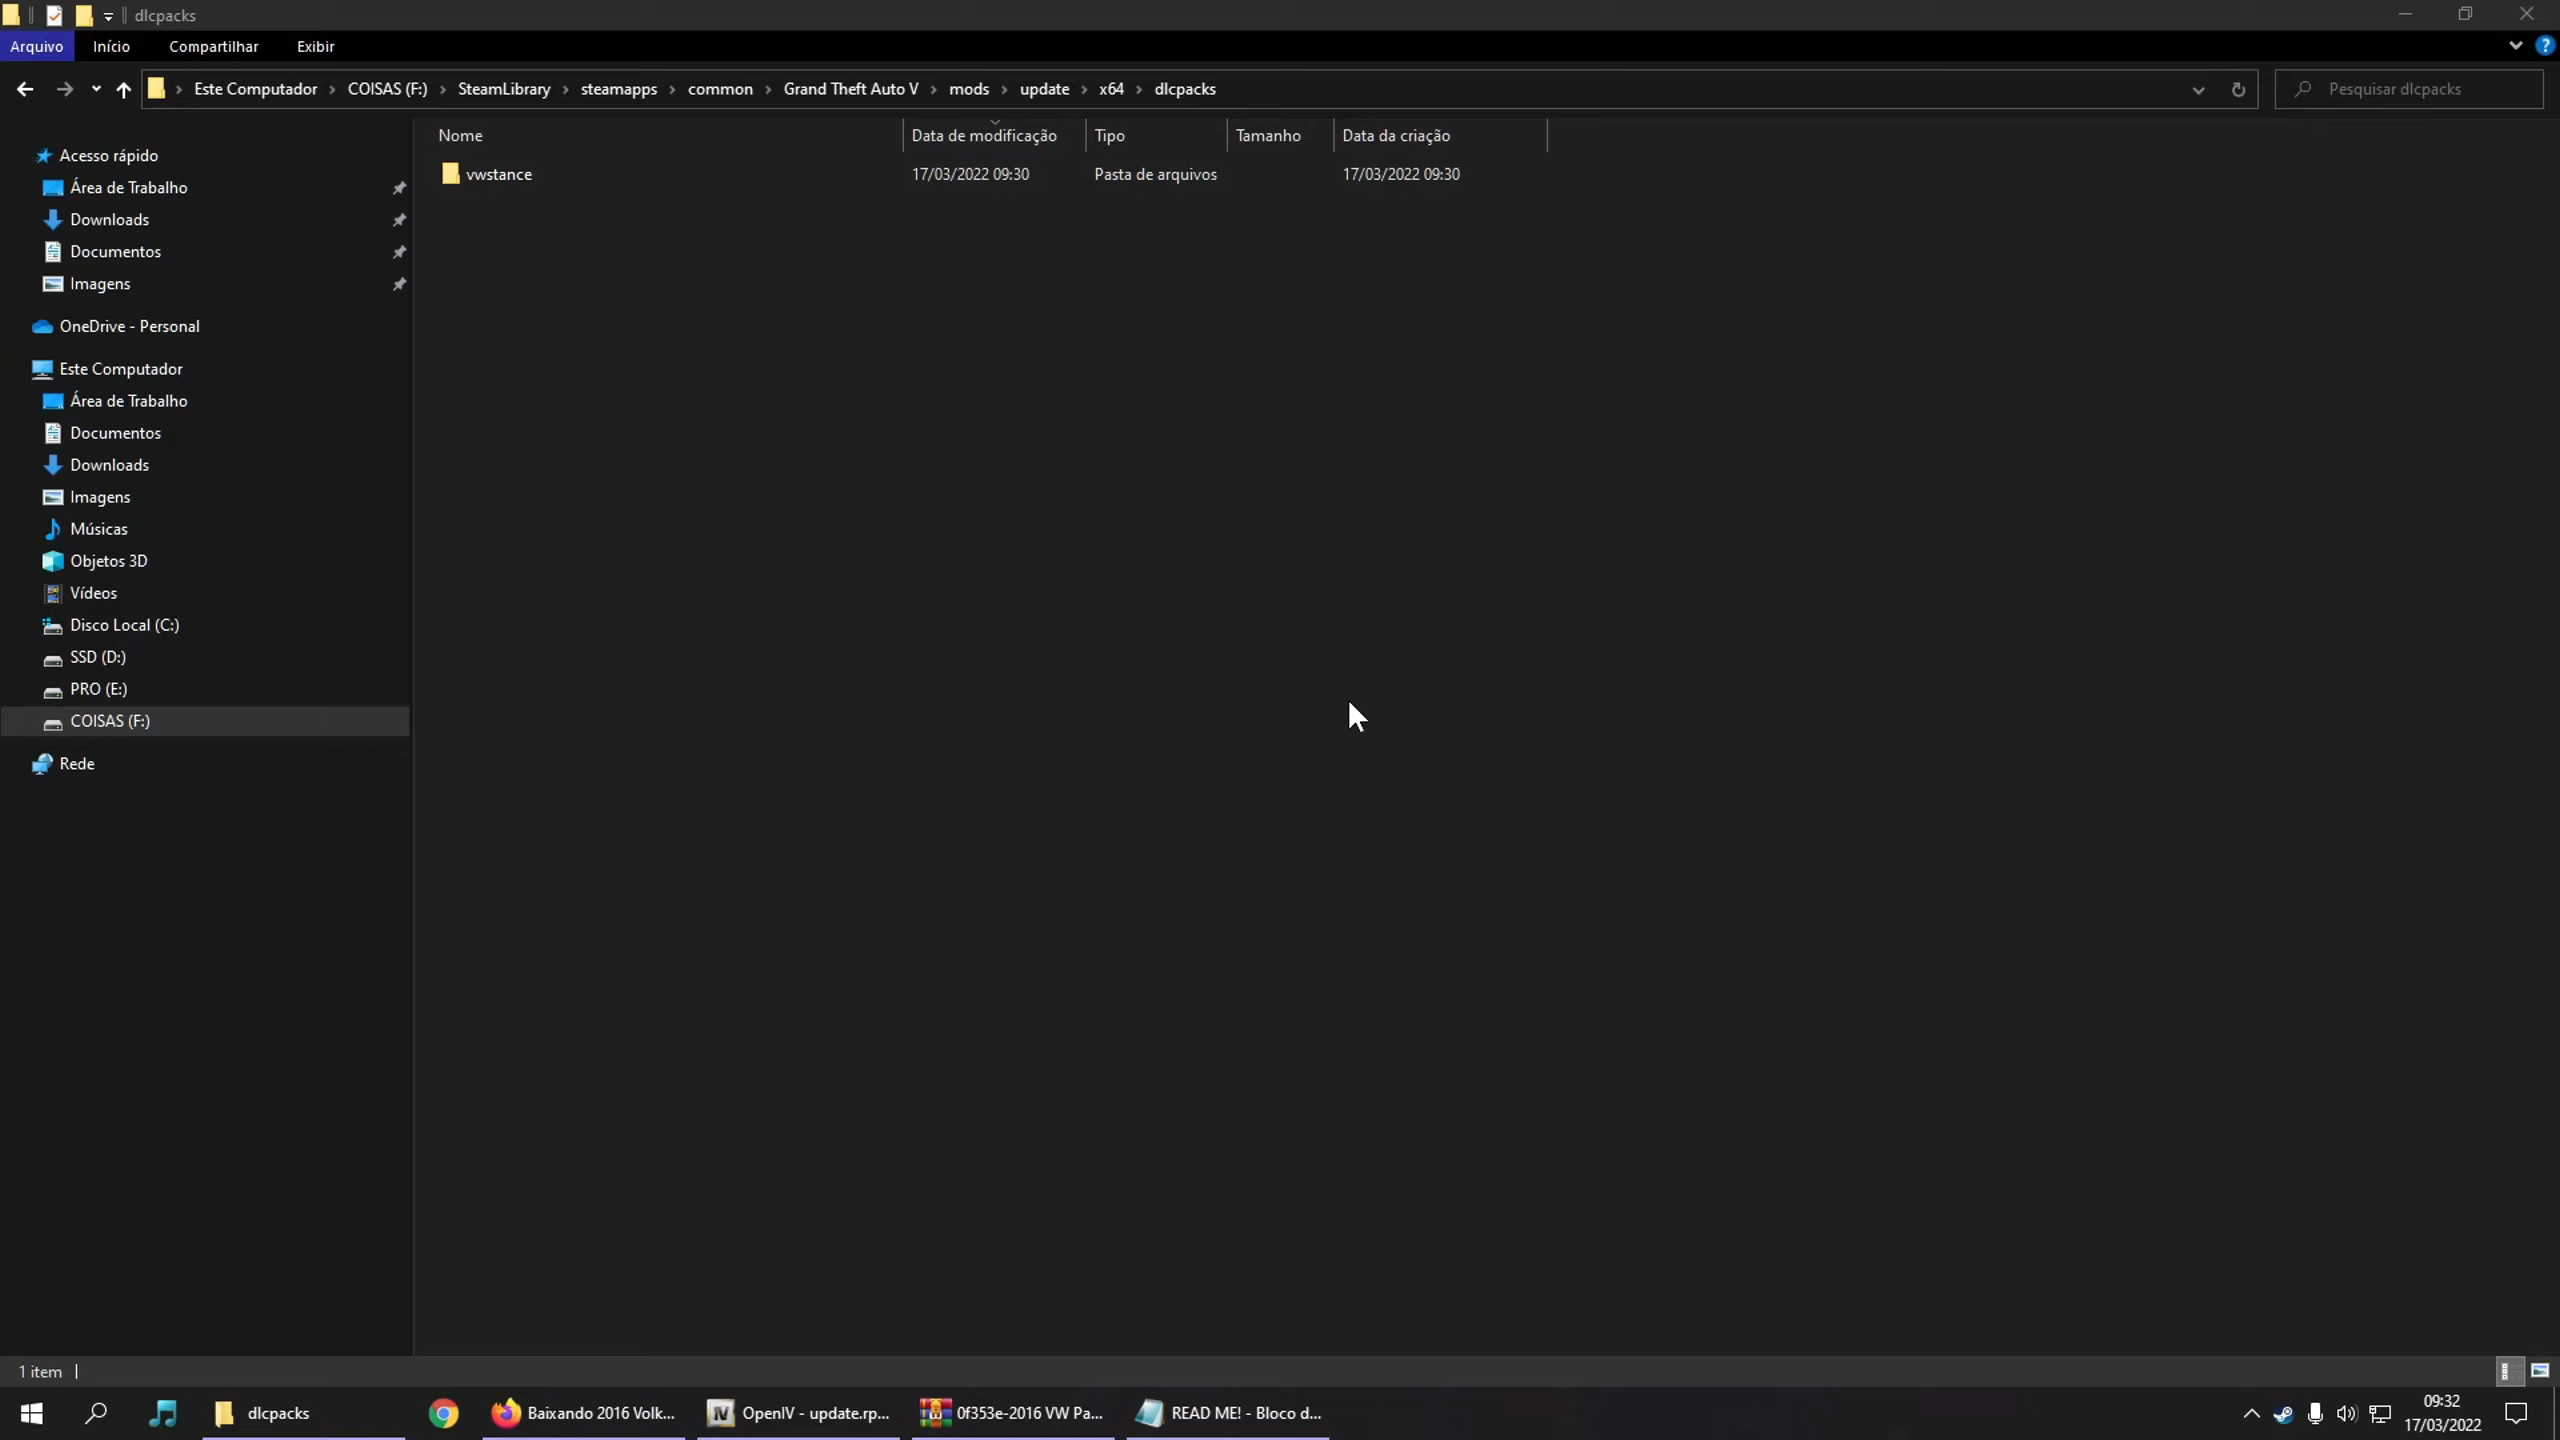 dlcpacks
Arquivo Início Compartilhar Exibir
Este Computador COISAS (F:) SteamLibrary steamapps common Grand Theft Auto V mods update x64 dlcpacks
Pesquisar dlcpacks
Nome Data de modificação Tipo Tamanho Data da criação
vwstance 17/03/2022 09:30 Pasta de arquivos 17/03/2022 09:30
Acesso rápido
Área de Trabalho
Downloads
Documentos
Imagens
OneDrive - Personal
Este Computador
Área de Trabalho
Documentos
Downloads
Imagens
Músicas
Objetos 3D
Vídeos
Disco Local (C:)
SSD (D:)
PRO (E:)
COISAS (F:)
Rede
1 item
dlcpacks
Baixando 2016 Volk...
OpenIV - update.rp...
0f353e-2016 VW Pa...
READ ME! - Bloco d...
09:32
17/03/2022